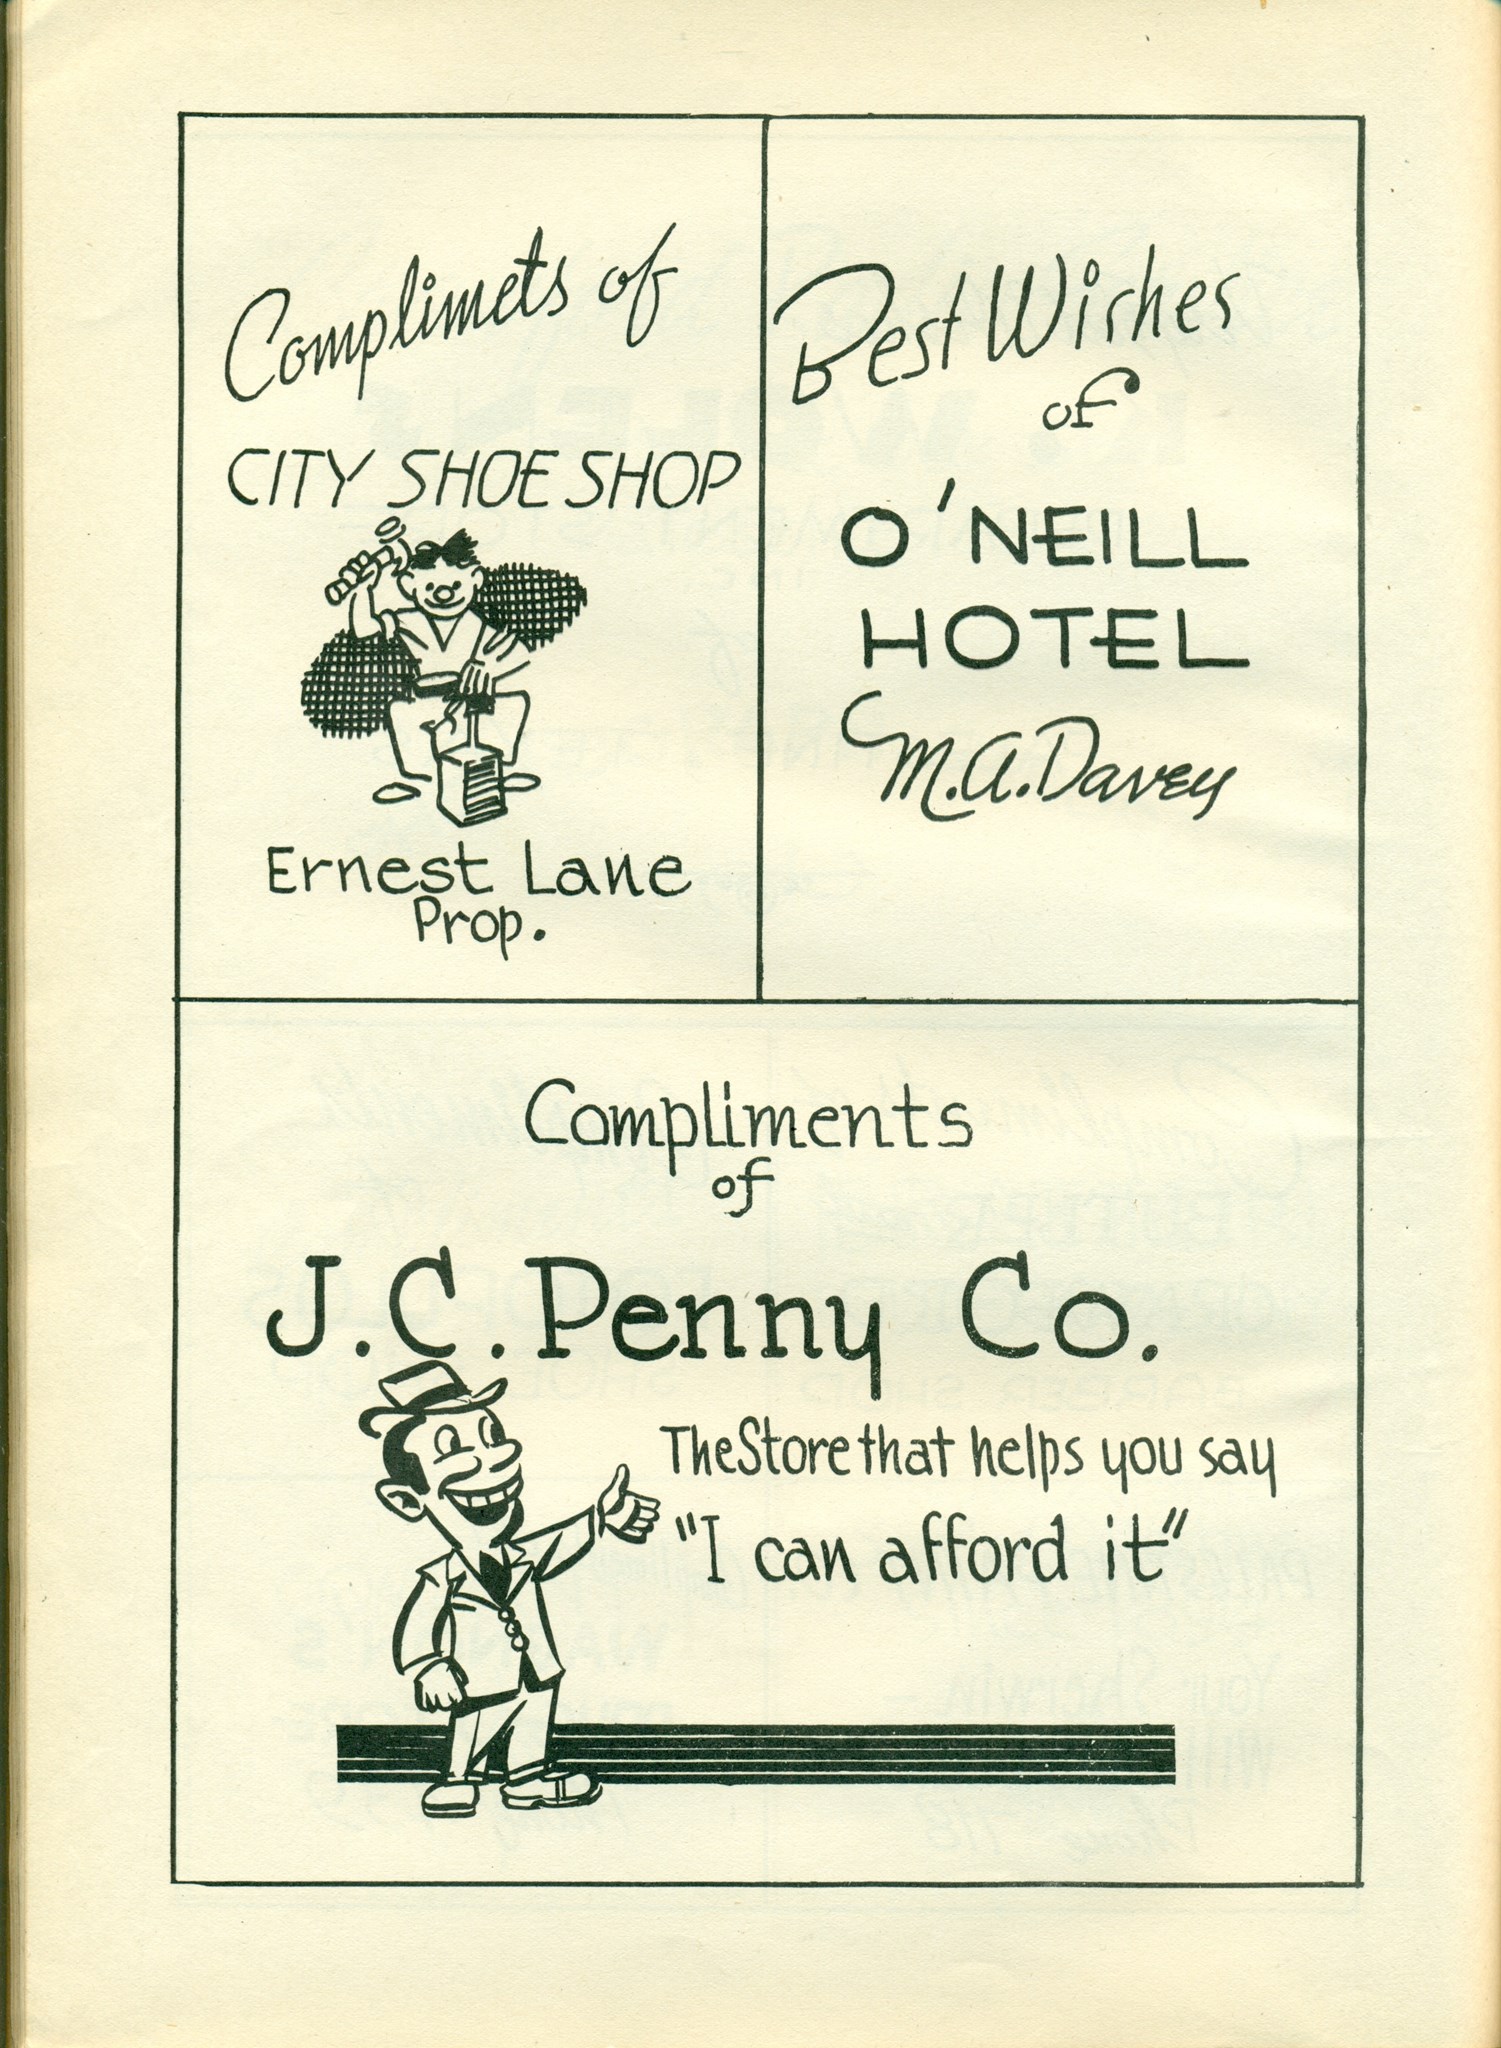 Complimets of
CITY SHOE SHOP
Ernest Lane
Prop.
Best Wishes
of
O'NEILL
HOTEL
M.A. Davey
Compliments
of
J.C. Penny Co.
The Store that helps you say
"I can afford it"